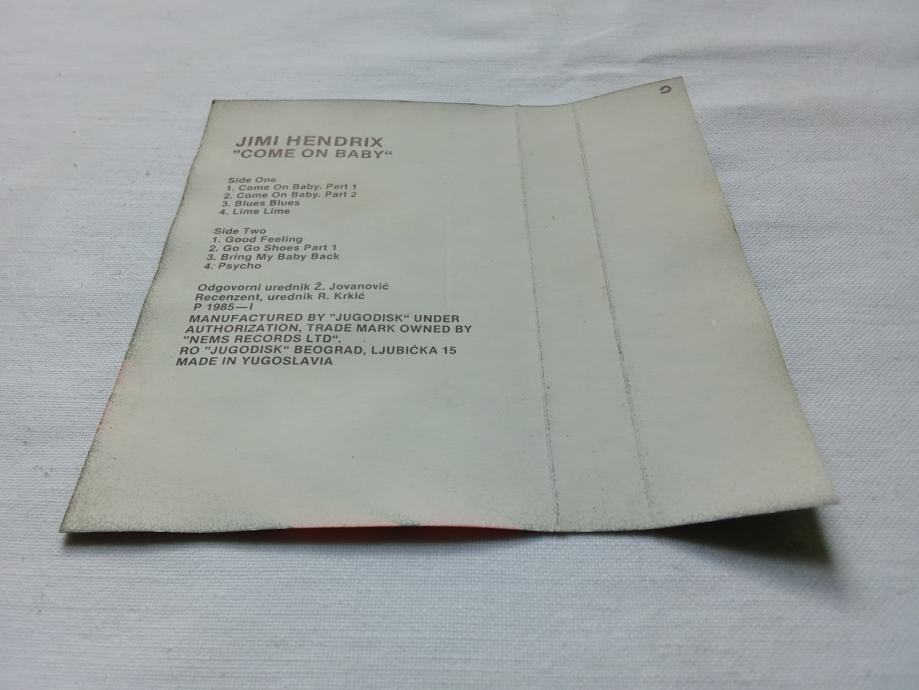 JIMI HENDRIX
"COME ON BABY“
Side One
1. Come On Baby. Part 1
2. Come On Baby. Part 2
3. Blues Blues
4. Lime Lime
Side Two
1. Good Feeling
2. Go Go Shoes Part 1
3. Bring My Baby Back
4. Psycho
Odgovorni urednik Ž. Jovanović
Recenzent, urednik R. Krkić
P 1985—I
MANUFACTURED BY "JUGODISK“ UNDER
AUTHORIZATION, TRADE MARK OWNED BY
"NEMS RECORDS LTD“.
RO "JUGODISK“ BEOGRAD, LJUBIĆKA 15
MADE IN YUGOSLAVIA